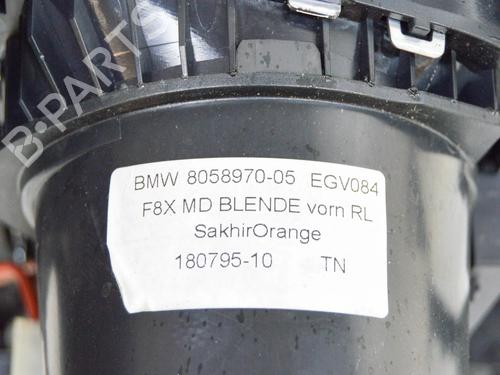 B-PARTS
BMW 8058970-05 EGV084
F8X MD BLENDE vorn RL
SakhirOrange
180795-10 TN